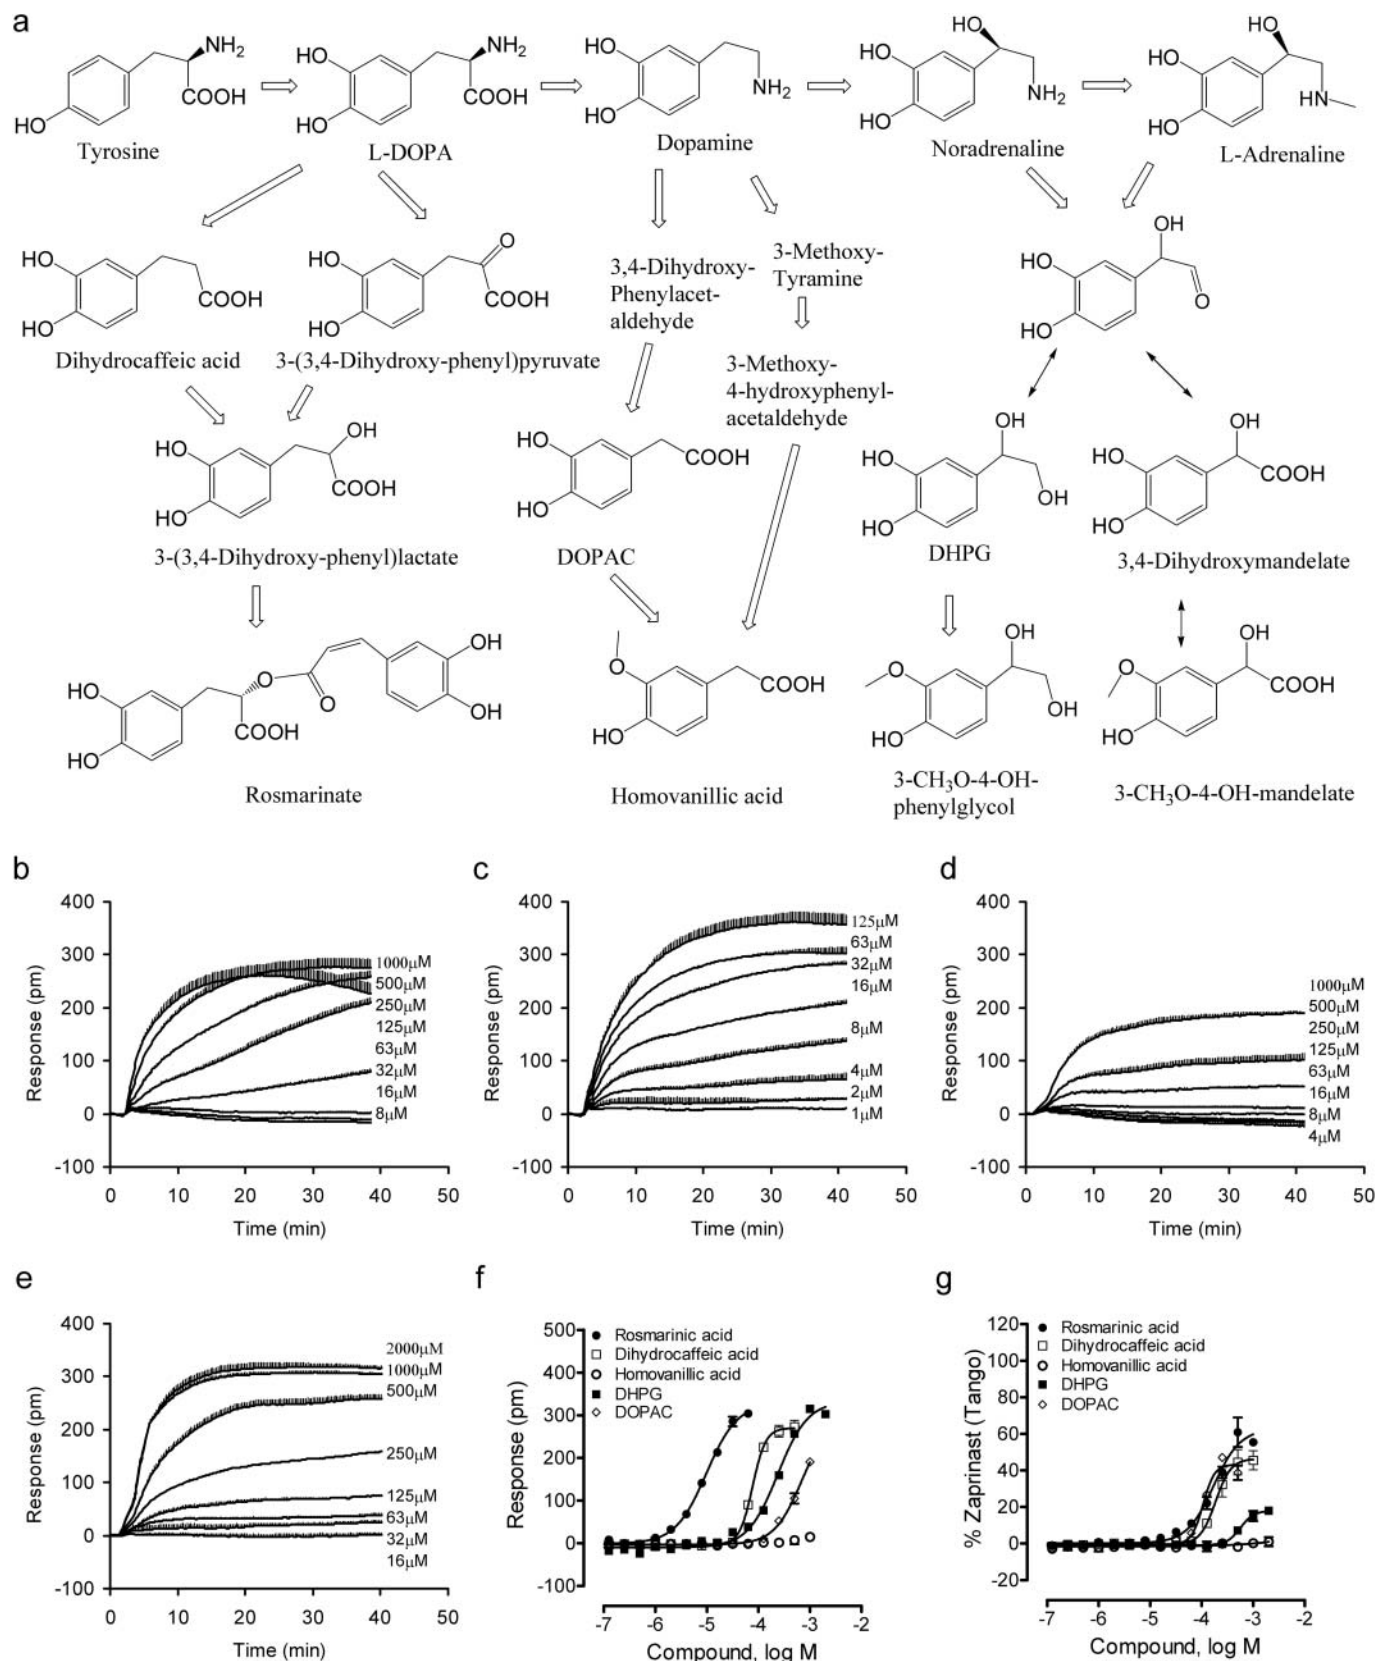 a
NH2
COOH
HO
Tyrosine
HO
HO
NH2
COOH
L-DOPA
HO
HO
NH2
Dopamine
HO
HO
HO
NH2
Noradrenaline
HO
HO
HO
HN
L-Adrenaline
HO
HO
COOH
Dihydrocaffeic acid
HO
HO
O
COOH
3-(3,4-Dihydroxy-phenyl)pyruvate
3,4-Dihydroxy-
Phenylacet-
aldehyde
3-Methoxy-
Tyramine
3-Methoxy-
4-hydroxyphenyl-
acetaldehyde
OH
HO
HO
O
HO
HO
OH
COOH
3-(3,4-Dihydroxy-phenyl)lactate
HO
HO
COOH
DOPAC
OH
HO
HO
OH
DHPG
OH
HO
HO
COOH
3,4-Dihydroxymandelate
HO
HO
O
COOH
O
OH
OH
Rosmarinate
O
HO
COOH
Homovanillic acid
OH
O
HO
OH
3-CH3O-4-OH-
phenylglycol
OH
O
HO
COOH
3-CH3O-4-OH-mandelate
b
Response (pm)
400
300
200
100
0
-100
1000µM
500µM
250µM
125µM
63µM
32µM
16µM
8µM
0 10 20 30 40 50
Time (min)
c
Response (pm)
400
300
200
100
0
-100
125µM
63µM
32µM
16µM
8µM
4µM
2µM
1µM
0 10 20 30 40 50
Time (min)
d
Response (pm)
400
300
200
100
0
-100
1000µM
500µM
250µM
125µM
63µM
16µM
8µM
4µM
0 10 20 30 40 50
Time (min)
e
Response (pm)
400
300
200
100
0
-100
2000µM
1000µM
500µM
250µM
125µM
63µM
32µM
16µM
0 10 20 30 40 50
Time (min)
f
Response (pm)
500
400
300
200
100
0
-100
Rosmarinic acid
Dihydrocaffeic acid
Homovanillic acid
DHPG
DOPAC
-7 -6 -5 -4 -3 -2
Compound, log M
g
% Zaprinast (Tango)
120
100
80
60
40
20
0
-20
Rosmarinic acid
Dihydrocaffeic acid
Homovanillic acid
DHPG
DOPAC
-7 -6 -5 -4 -3 -2
Compound, log M